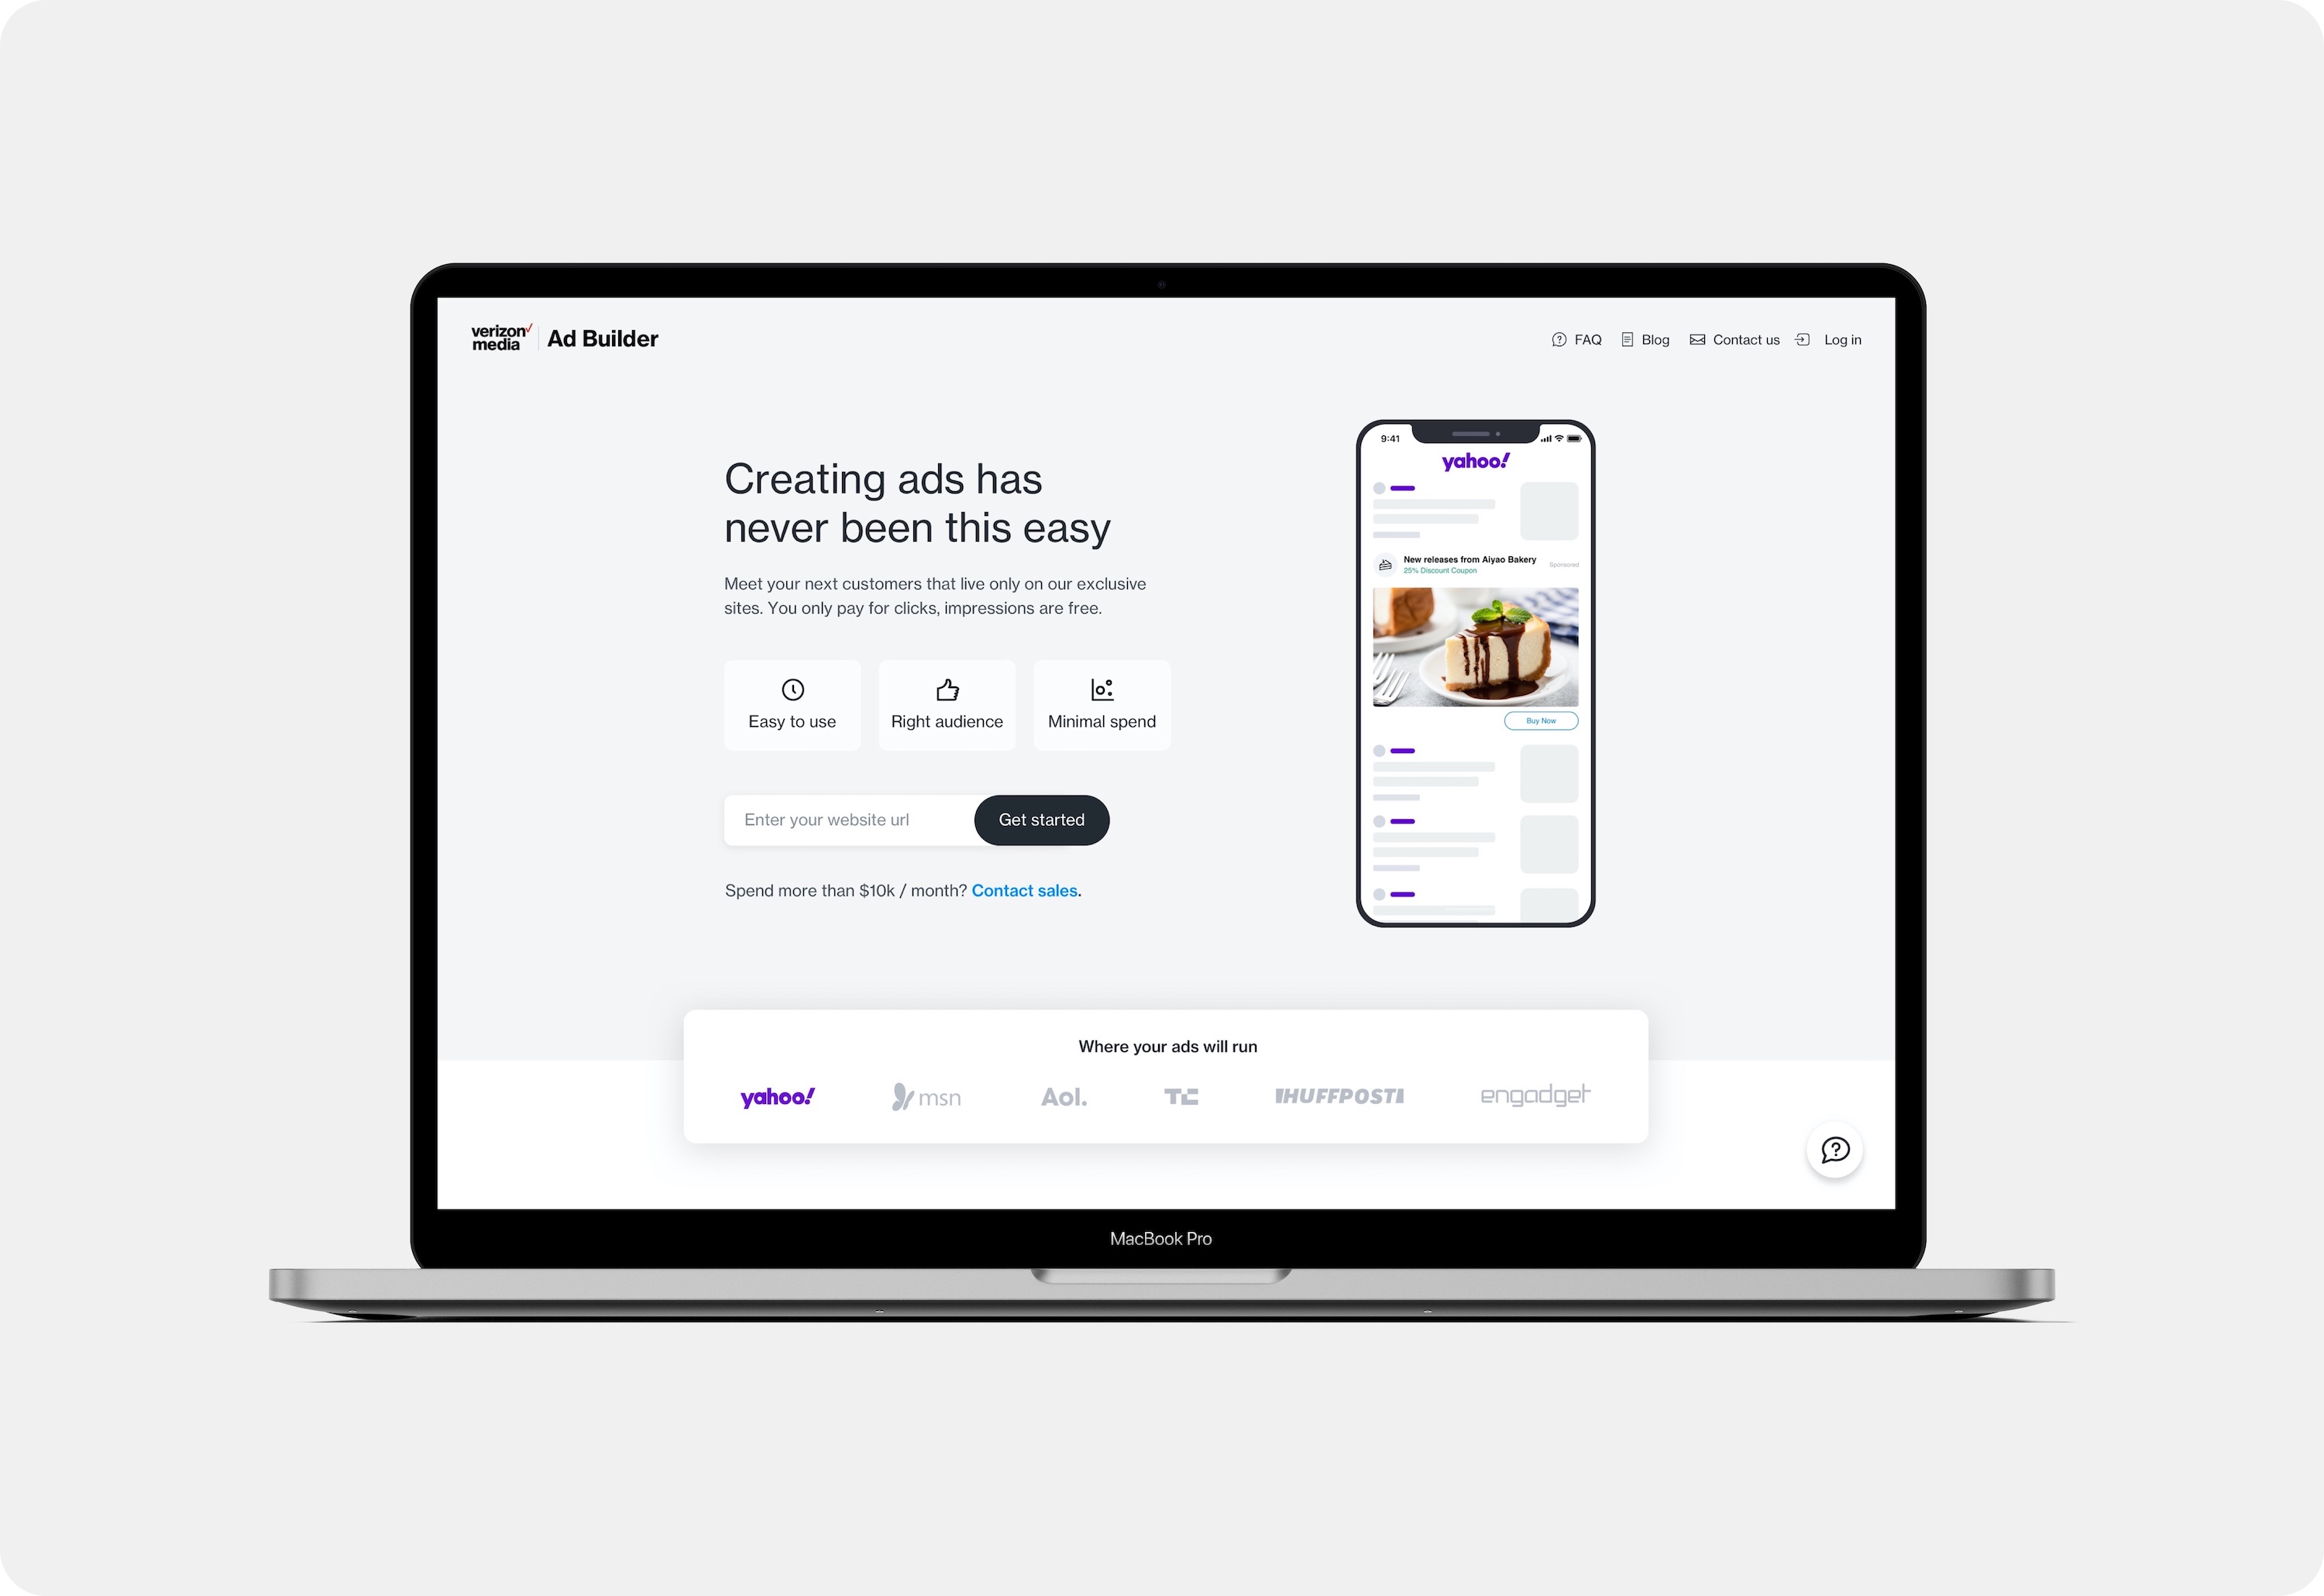 verizon
media
Ad Builder
FAQ
Blog
Contact us
Log in
Creating ads has
never been this easy
Meet your next customers that live only on our exclusive
sites. You only pay for clicks, impressions are free.
Easy to use
Right audience
Minimal spend
Enter your website url
Get started
Spend more than $10k / month? Contact sales.
9:41
yahoo!
New releases from Aiyao Bakery
25% Discount Coupon
Sponsored
Buy Now
Where your ads will run
yahoo!
msn
Aol.
TC
HUFFPOST
engadget
MacBook Pro